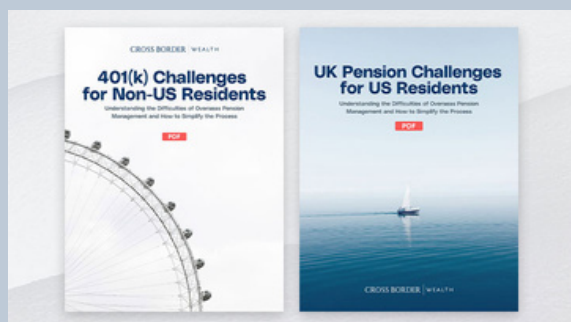 CROSS BORDER | WEALTH
401(k) Challenges
for Non-US Residents
Understanding the Difficulties of Overseas Pension
Management and How to Simplify the Process
PDF
UK Pension Challenges
for US Residents
Understanding the Difficulties of Overseas Pension
Management and How to Simplify the Process
PDF
CROSS BORDER | WEALTH